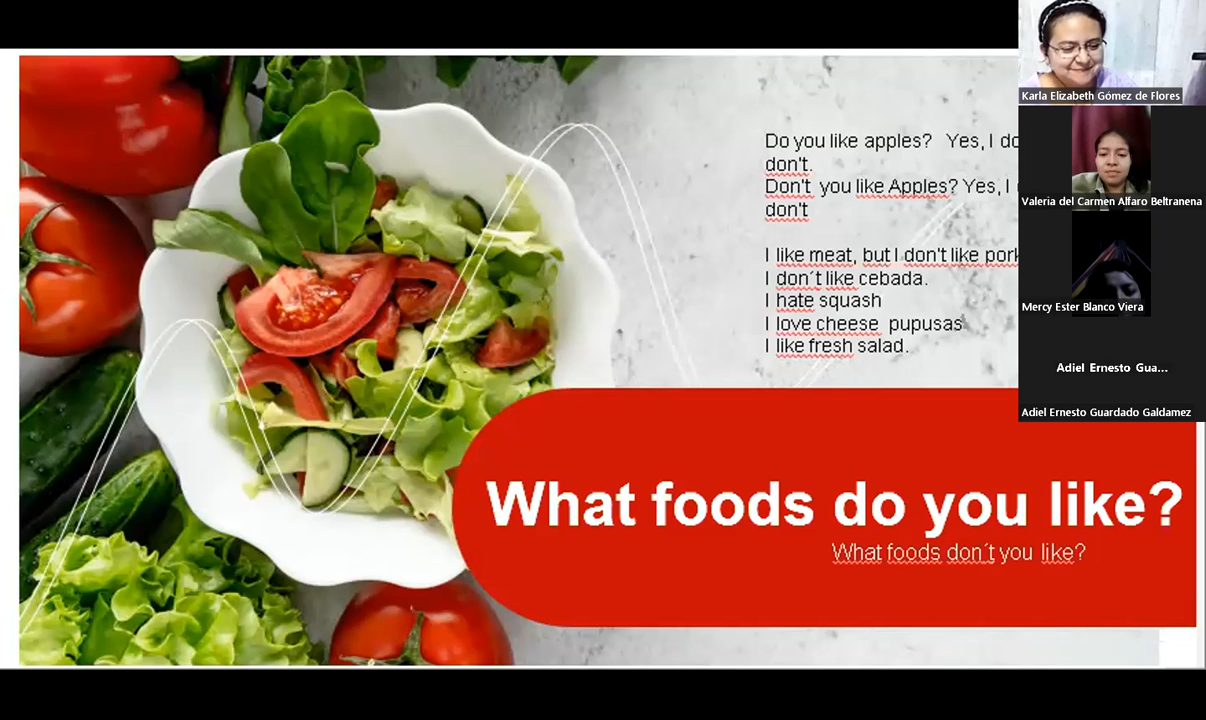 Do you like apples?   Yes, I do
don't.
Don't  you like Apples? Yes, I
don't
I like meat, but I don't like pork
I don´t like cebada.
I hate squash
I love cheese  pupusas
I like fresh salad.
What foods do you like?
What foods don´t you like?
Karla Elizabeth Gómez de Flores
Valeria del Carmen Alfaro Beltranena
Mercy Ester Blanco Viera
Adiel Ernesto Gua...
Adiel Ernesto Guardado Galdamez